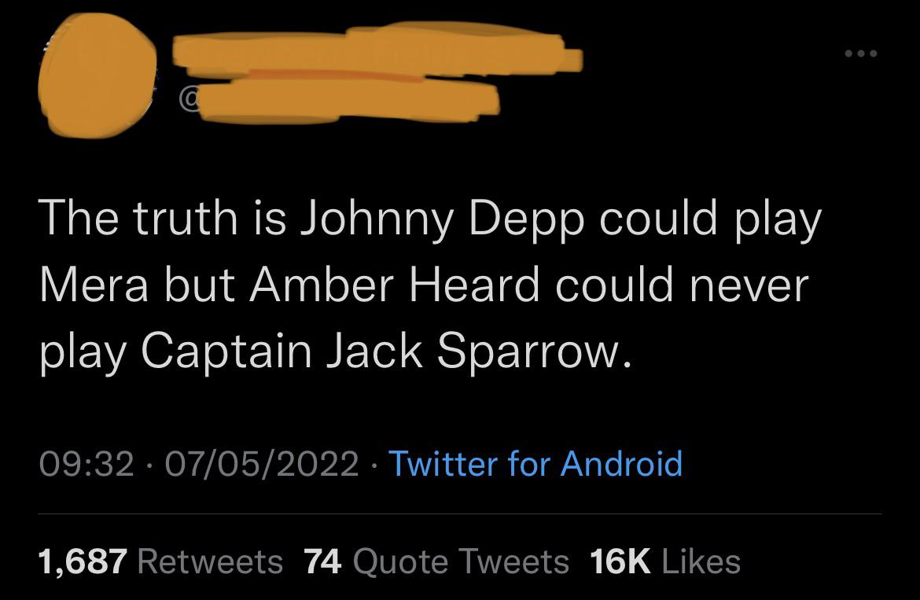 @
The truth is Johnny Depp could play
Mera but Amber Heard could never
play Captain Jack Sparrow.
09:32 · 07/05/2022 · Twitter for Android
1,687 Retweets 74 Quote Tweets 16K Likes